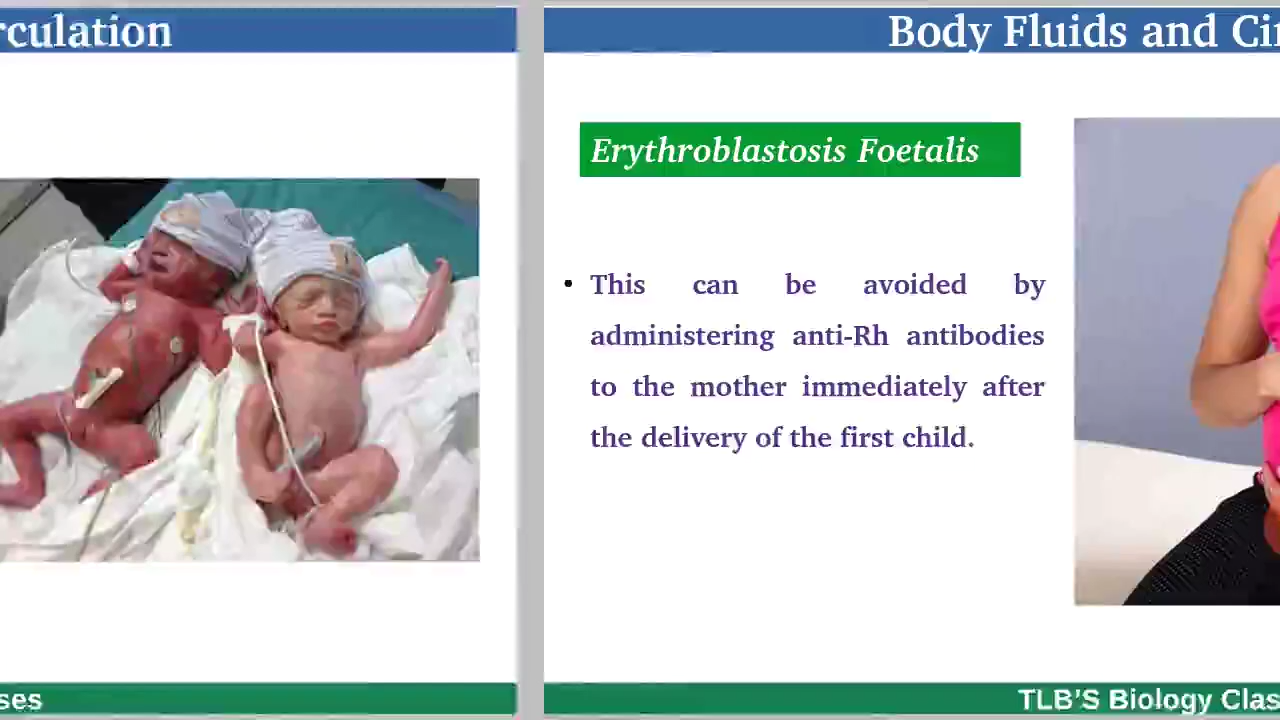 rculation
ses
Body Fluids and Cir
Erythroblastosis Foetalis
• This can be avoided by
administering anti-Rh antibodies
to the mother immediately after
the delivery of the first child.
TLB'S Biology Clas